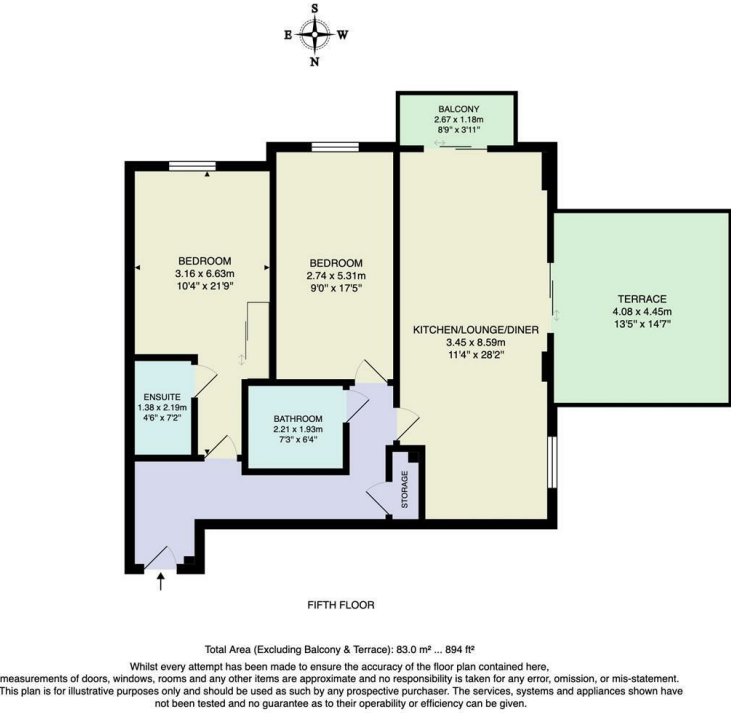 S
E W
N
BALCONY
2.67 x 1.18m
8'9" x 3'11"
BEDROOM
3.16 x 6.63m
10'4" x 21'9"
BEDROOM
2.74 x 5.31m
9'0" x 17'5"
KITCHEN/LOUNGE/DINER
3.45 x 8.59m
11'4" x 28'2"
TERRACE
4.08 x 4.45m
13'5" x 14'7"
ENSUITE
1.38 x 2.19m
4'6" x 7'2"
BATHROOM
2.21 x 1.93m
7'3" x 6'4"
STORAGE
FIFTH FLOOR
Total Area (Excluding Balcony & Terrace): 83.0 m² ... 894 ft²
Whilst every attempt has been made to ensure the accuracy of the floor plan contained here,
measurements of doors, windows, rooms and any other items are approximate and no responsibility is taken for any error, omission, or mis-statement.
This plan is for illustrative purposes only and should be used as such by any prospective purchaser. The services, systems and appliances shown have
not been tested and no guarantee as to their operability or efficiency can be given.